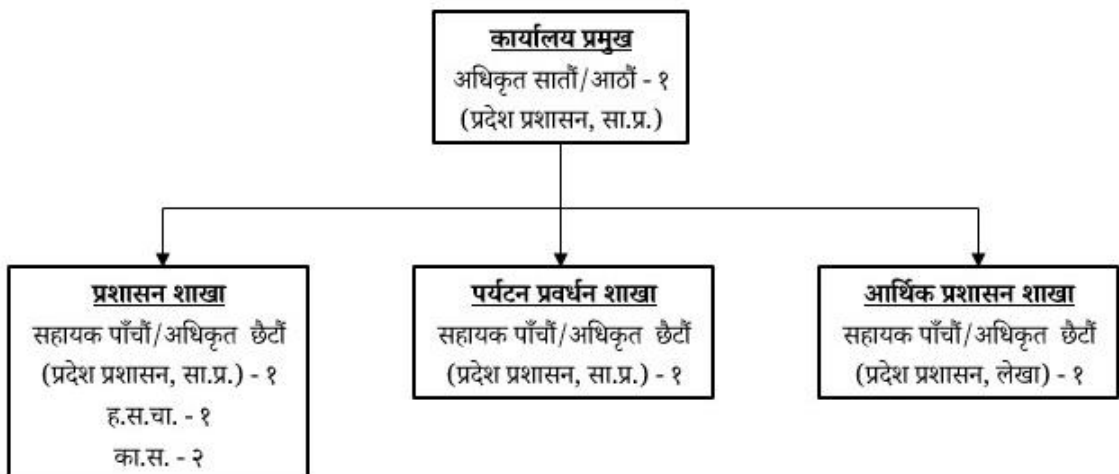 कार्यालय प्रमुख
अधिकृत सातौं/आठौं - १
(प्रदेश प्रशासन, सा.प्र.)
प्रशासन शाखा
सहायक पाँचौं/अधिकृत छैटौं
(प्रदेश प्रशासन, सा.प्र.) - १
ह.स.चा. - १
का.स. - २
पर्यटन प्रवर्धन शाखा
सहायक पाँचौं/अधिकृत छैटौं
(प्रदेश प्रशासन, सा.प्र.) - १
आर्थिक प्रशासन शाखा
सहायक पाँचौं/अधिकृत छैटौं
(प्रदेश प्रशासन, लेखा) - १